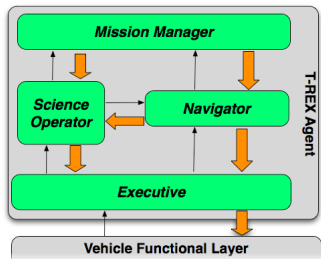 Mission Manager
Science
Operator
Navigator
T-REX Agent
Executive
Vehicle Functional Layer